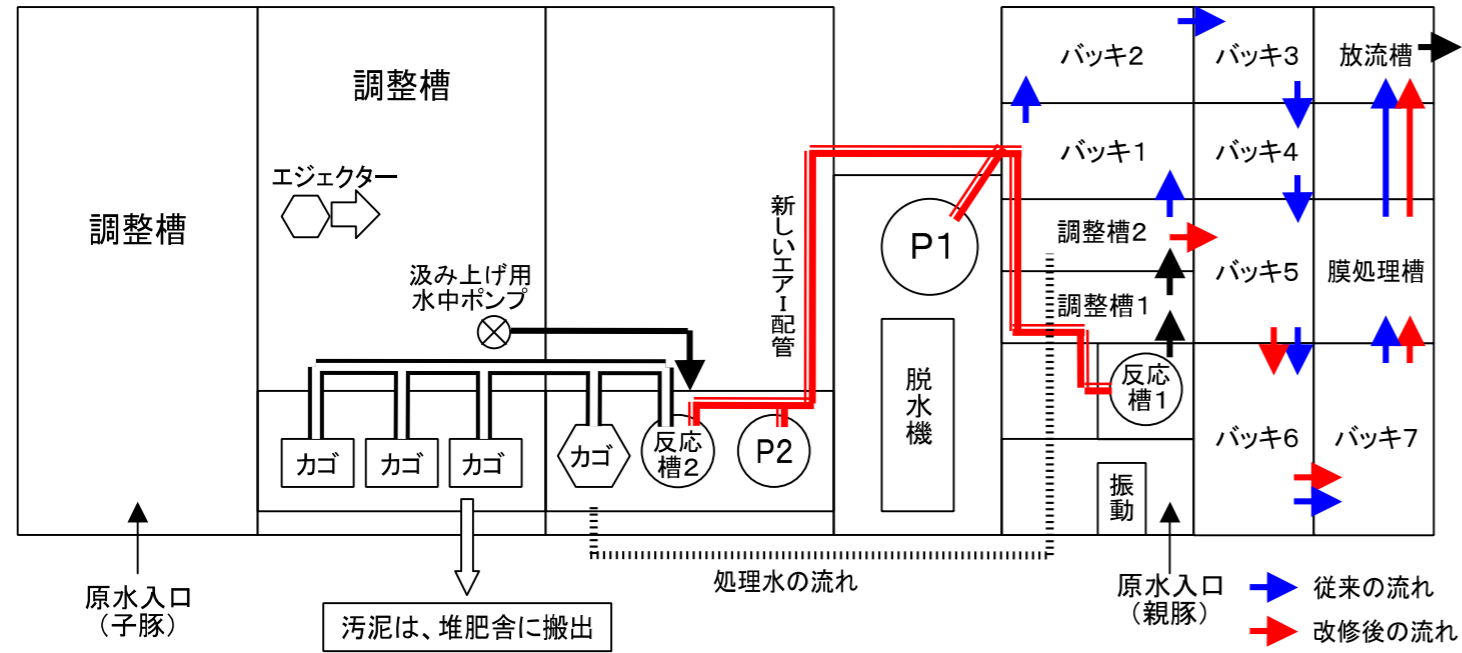 調整槽
調整槽
エジェクター
汲み上げ用
水中ポンプ
新しいエアー配管
カゴ
カゴ
カゴ
カゴ
反応
槽2
P2
P1
脱水機
バッキ2
バッキ3
放流槽
バッキ1
バッキ4
調整槽2
調整槽1
バッキ5
膜処理槽
反応
槽1
バッキ6
バッキ7
振動
処理水の流れ
原水入口
（子豚）
汚泥は、堆肥舎に搬出
原水入口
（親豚）
従来の流れ
改修後の流れ